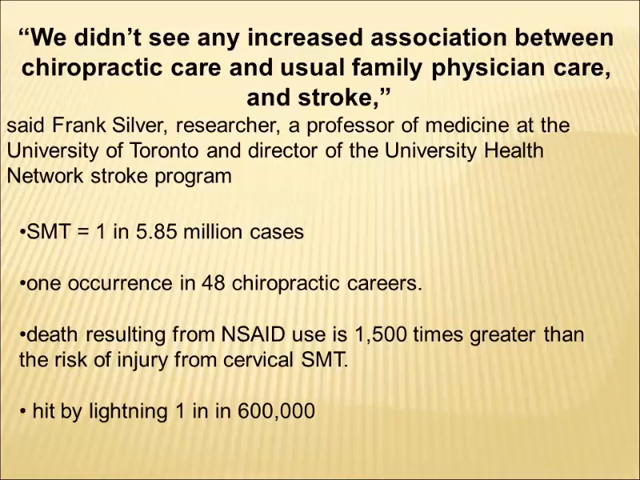 “We didn’t see any increased association between
chiropractic care and usual family physician care,
and stroke,”
said Frank Silver, researcher, a professor of medicine at the
University of Toronto and director of the University Health
Network stroke program
•SMT = 1 in 5.85 million cases
•one occurrence in 48 chiropractic careers.
•death resulting from NSAID use is 1,500 times greater than
the risk of injury from cervical SMT.
• hit by lightning 1 in in 600,000